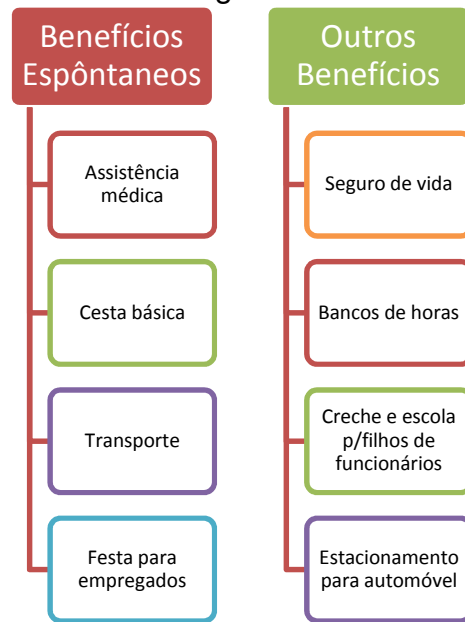 Benefícios
Espôntaneos
Assistência
médica
Cesta básica
Transporte
Festa para
empregados
Outros
Benefícios
Seguro de vida
Bancos de horas
Creche e escola
p/filhos de
funcionários
Estacionamento
para automóvel